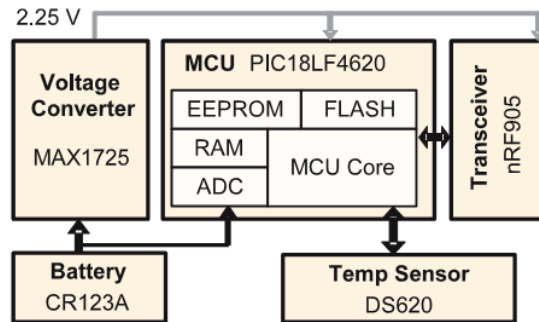 2.25 V
Voltage
Converter
MAX1725
MCU PIC18LF4620
EEPROM FLASH
RAM
ADC
MCU Core
Transceiver
nRF905
Battery
CR123A
Temp Sensor
DS620